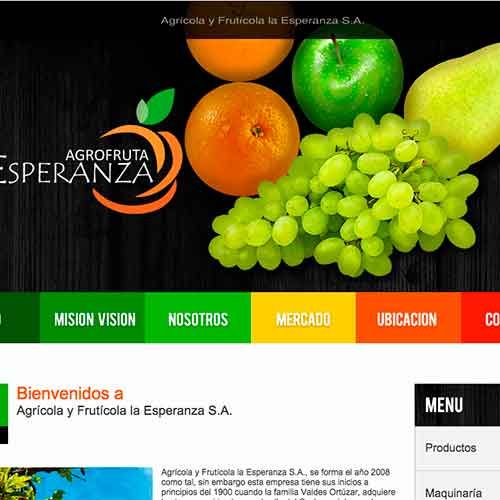 Agrícola y Frutícola la Esperanza S.A.
AGROFRUTA
ESPERANZA
MISION VISION NOSOTROS MERCADO UBICACION CO
Bienvenidos a
Agrícola y Frutícola la Esperanza S.A.
MENU
Productos
Maquinaría
Agrícola y Frutícola la Esperanza S.A., se forma el año 2008
como tal, sin embargo esta empresa tiene sus inicios a
principios del 1900 cuando la familia Valdes Ortúzar, adquiere